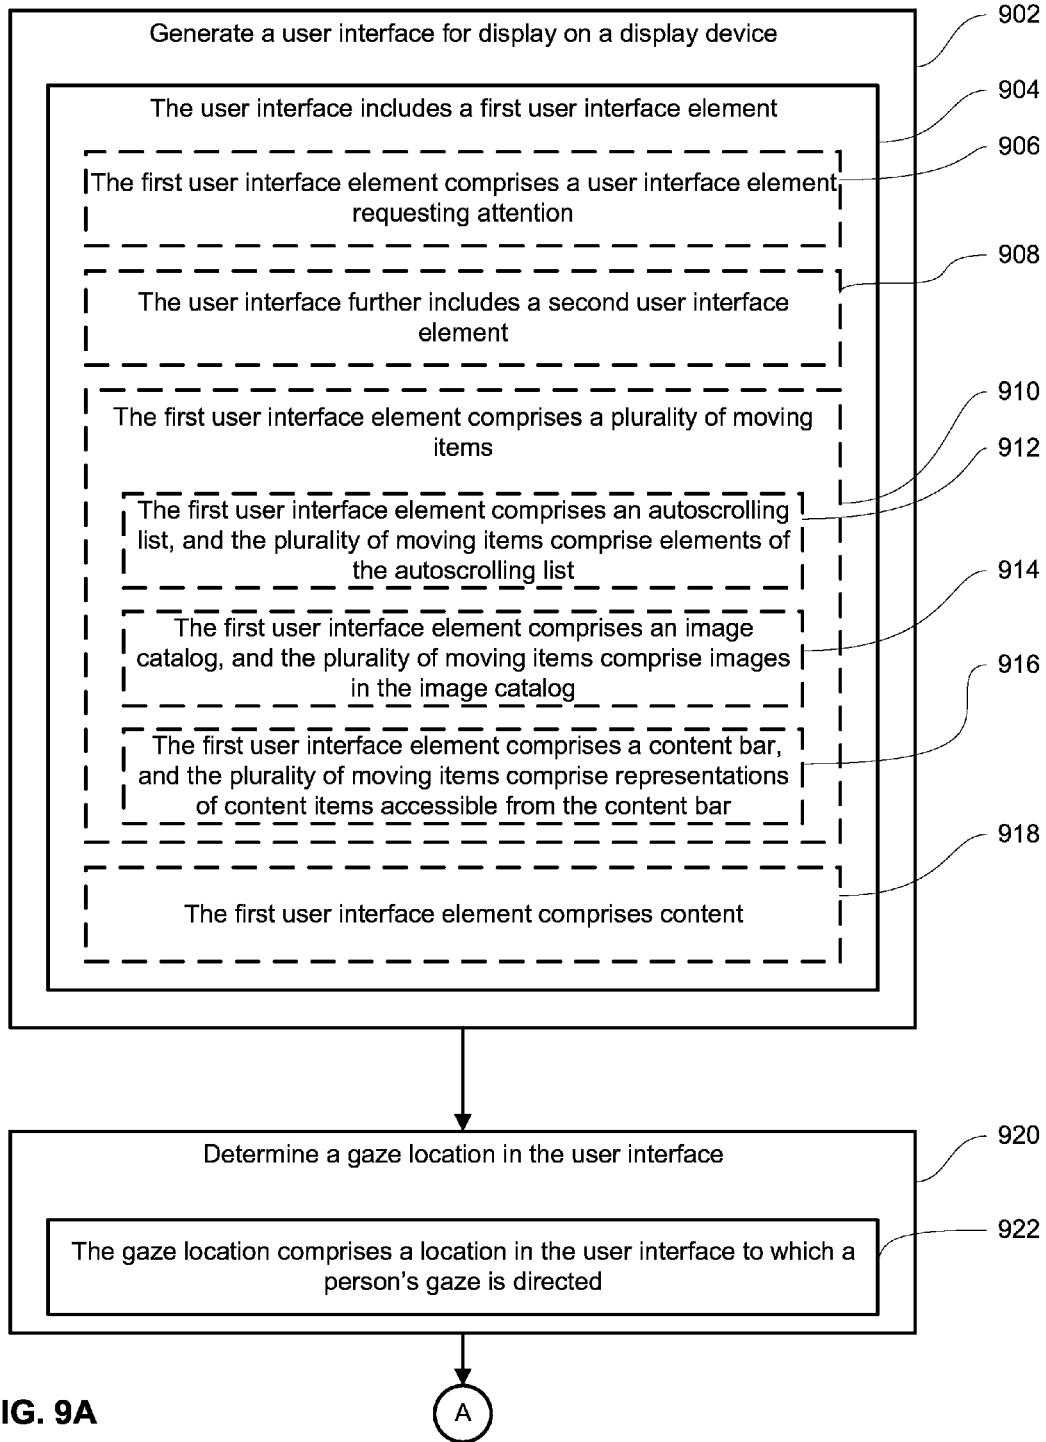 902
Generate a user interface for display on a display device
904
The user interface includes a first user interface element
906
The first user interface element comprises a user interface element
requesting attention
908
The user interface further includes a second user interface
element
910
The first user interface element comprises a plurality of moving
items
912
The first user interface element comprises an autoscrolling
list, and the plurality of moving items comprise elements of
the autoscrolling list
914
The first user interface element comprises an image
catalog, and the plurality of moving items comprise images
in the image catalog
916
The first user interface element comprises a content bar,
and the plurality of moving items comprise representations
of content items accessible from the content bar
918
The first user interface element comprises content
920
Determine a gaze location in the user interface
922
The gaze location comprises a location in the user interface to which a
person's gaze is directed
IG. 9A
A